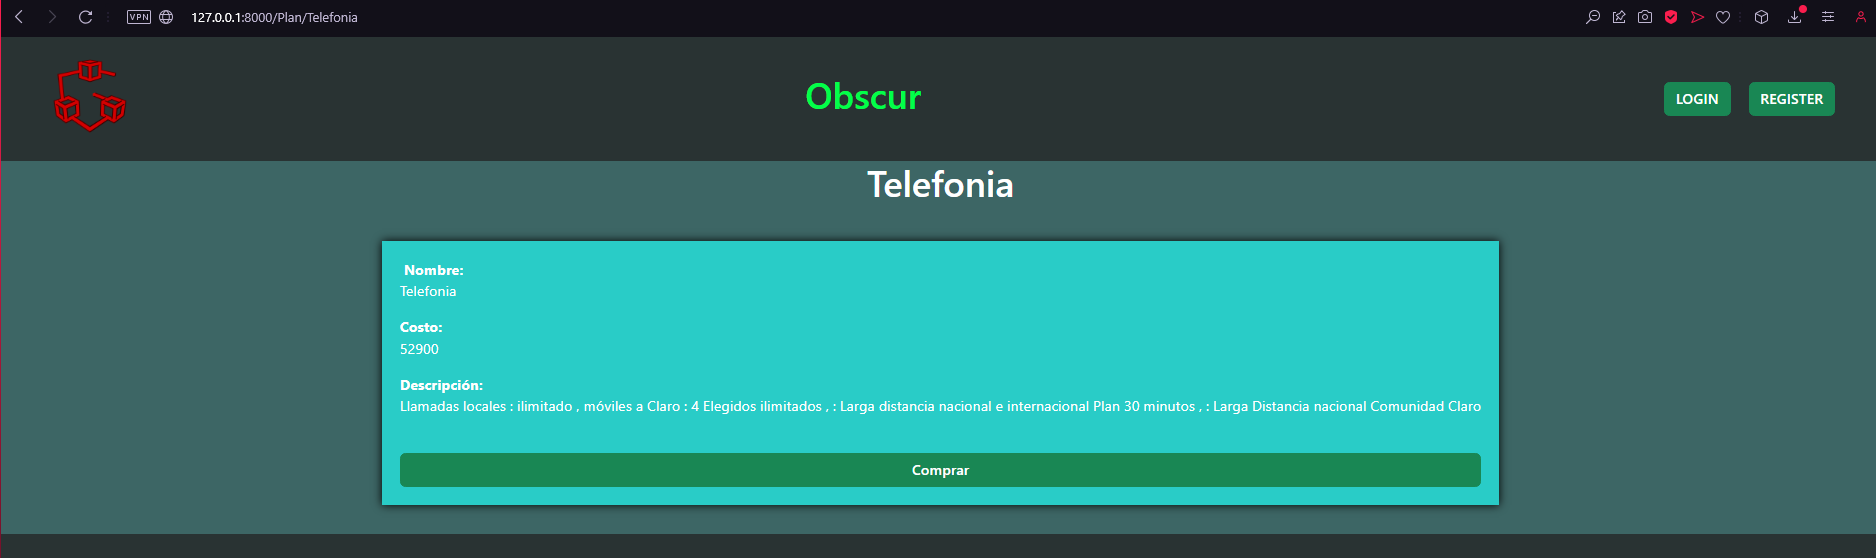 VPN 127.0.0.1:8000/Plan/Telefonia
Obscur
LOGIN REGISTER
Telefonia
Nombre:
Telefonia
Costo:
52900
Descripción:
Llamadas locales : ilimitado , móviles a Claro : 4 Elegidos ilimitados , : Larga distancia nacional e internacional Plan 30 minutos , : Larga Distancia nacional Comunidad Claro
Comprar